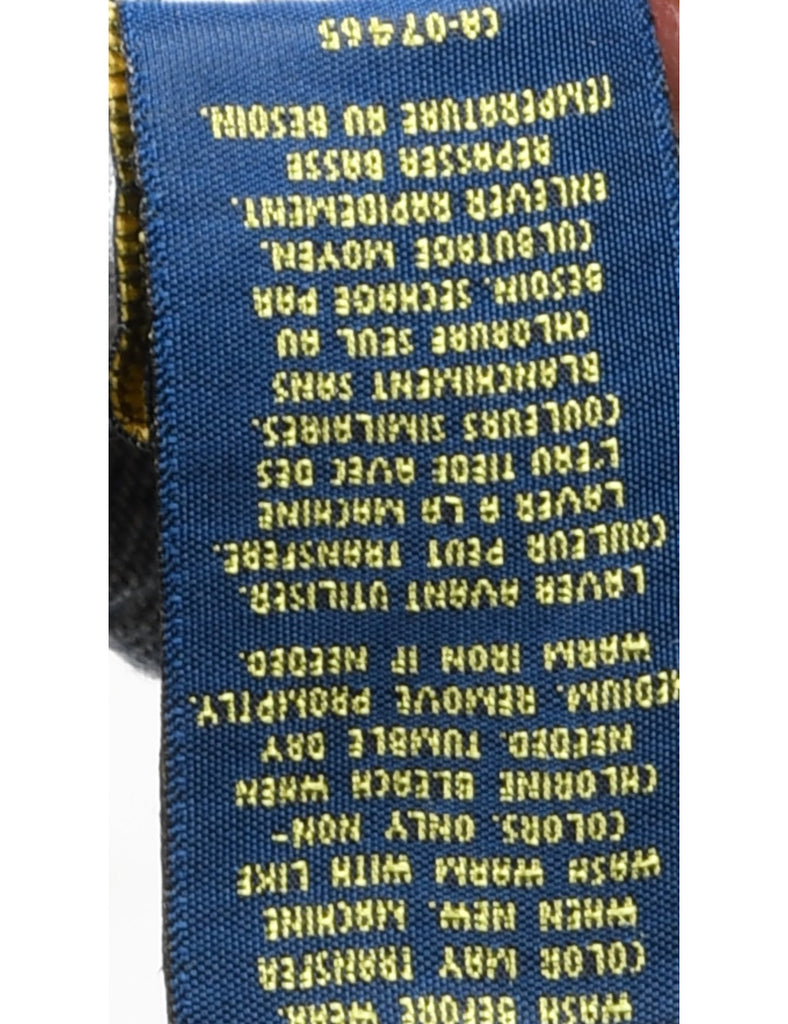 WASH BEFORE WEAR.
COLOR MAY TRANSFER
WHEN NEW. MACHINE
WASH WARM WITH LIKE
COLORS. ONLY NON-
CHLORINE BLEACH WHEN
NEEDED. TUMBLE DRY
MEDIUM. REMOVE PROMPTLY.
WARM IRON IF NEEDED.
LAVER AVANT UTILISER.
COULEUR PEUT TRANSFERE.
LAVER A LA MACHINE
L'EAU TIEDE AVEC DES
COULEURS SIMILAIRES.
BLANCHIMENT SANS
CHLORURE SEUL AU
BESOIN. SECHAGE PAR
CULBUTAGE MOYEN.
ENLEVER RAPIDEMENT.
REPASSER BASSE
TEMPERATURE AU BESOIN.
CA-07465